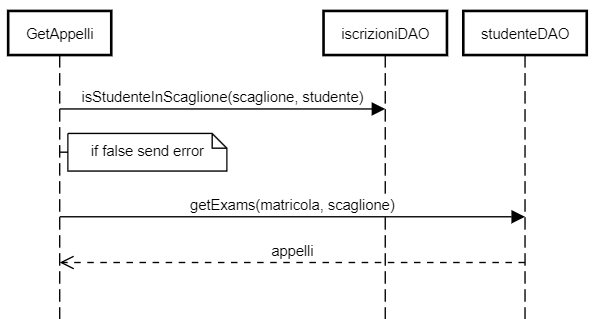 GetAppelli
iscrizioniDAO
studenteDAO
isStudenteInScaglione(scaglione, studente)
if false send error
getExams(matricola, scaglione)
appelli